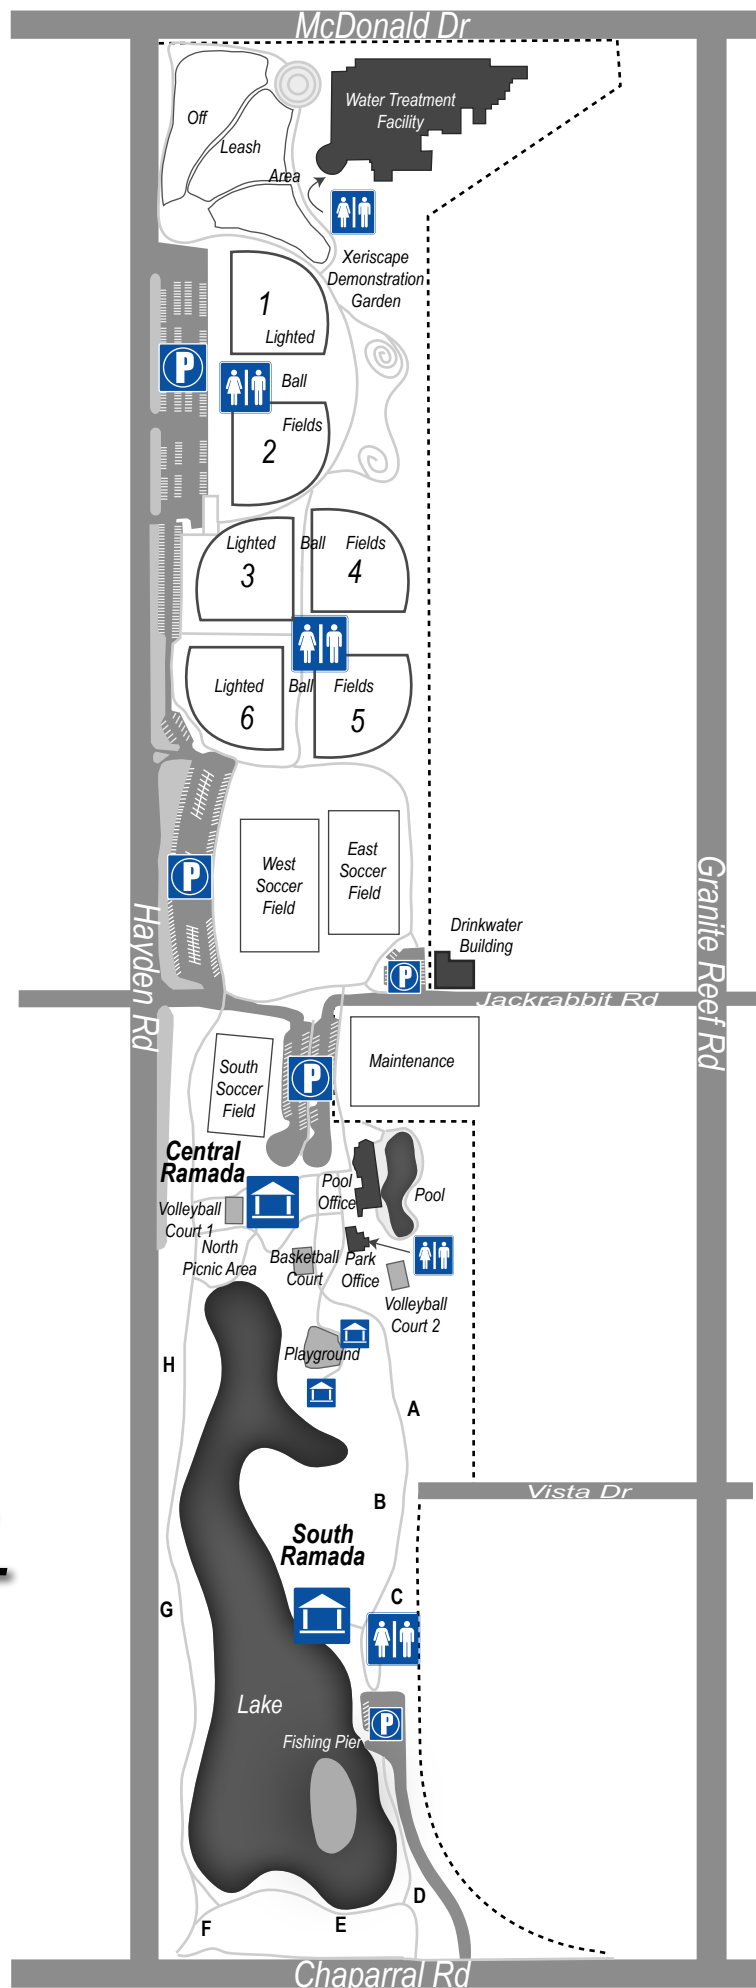 McDonald Dr
Off
Leash
Area
Water Treatment
Facility
Xeriscape
Demonstration
Garden
1
Lighted
Ball
Fields
2
P
Lighted
Ball
Fields
3
4
Lighted
Ball
Fields
6
5
West
Soccer
Field
East
Soccer
Field
P
Drinkwater
Building
P
Hayden Rd
Granite Reef Rd
Jackrabbit Rd
South
Soccer
Field
P
Maintenance
Central
Ramada
Volleyball
Court 1
Pool
Office
Pool
North
Picnic Area
Basketball
Court
Park
Office
Volleyball
Court 2
Playground
H
A
B
Vista Dr
South
Ramada
C
G
Lake
P
Fishing Pier
D
E
F
Chaparral Rd